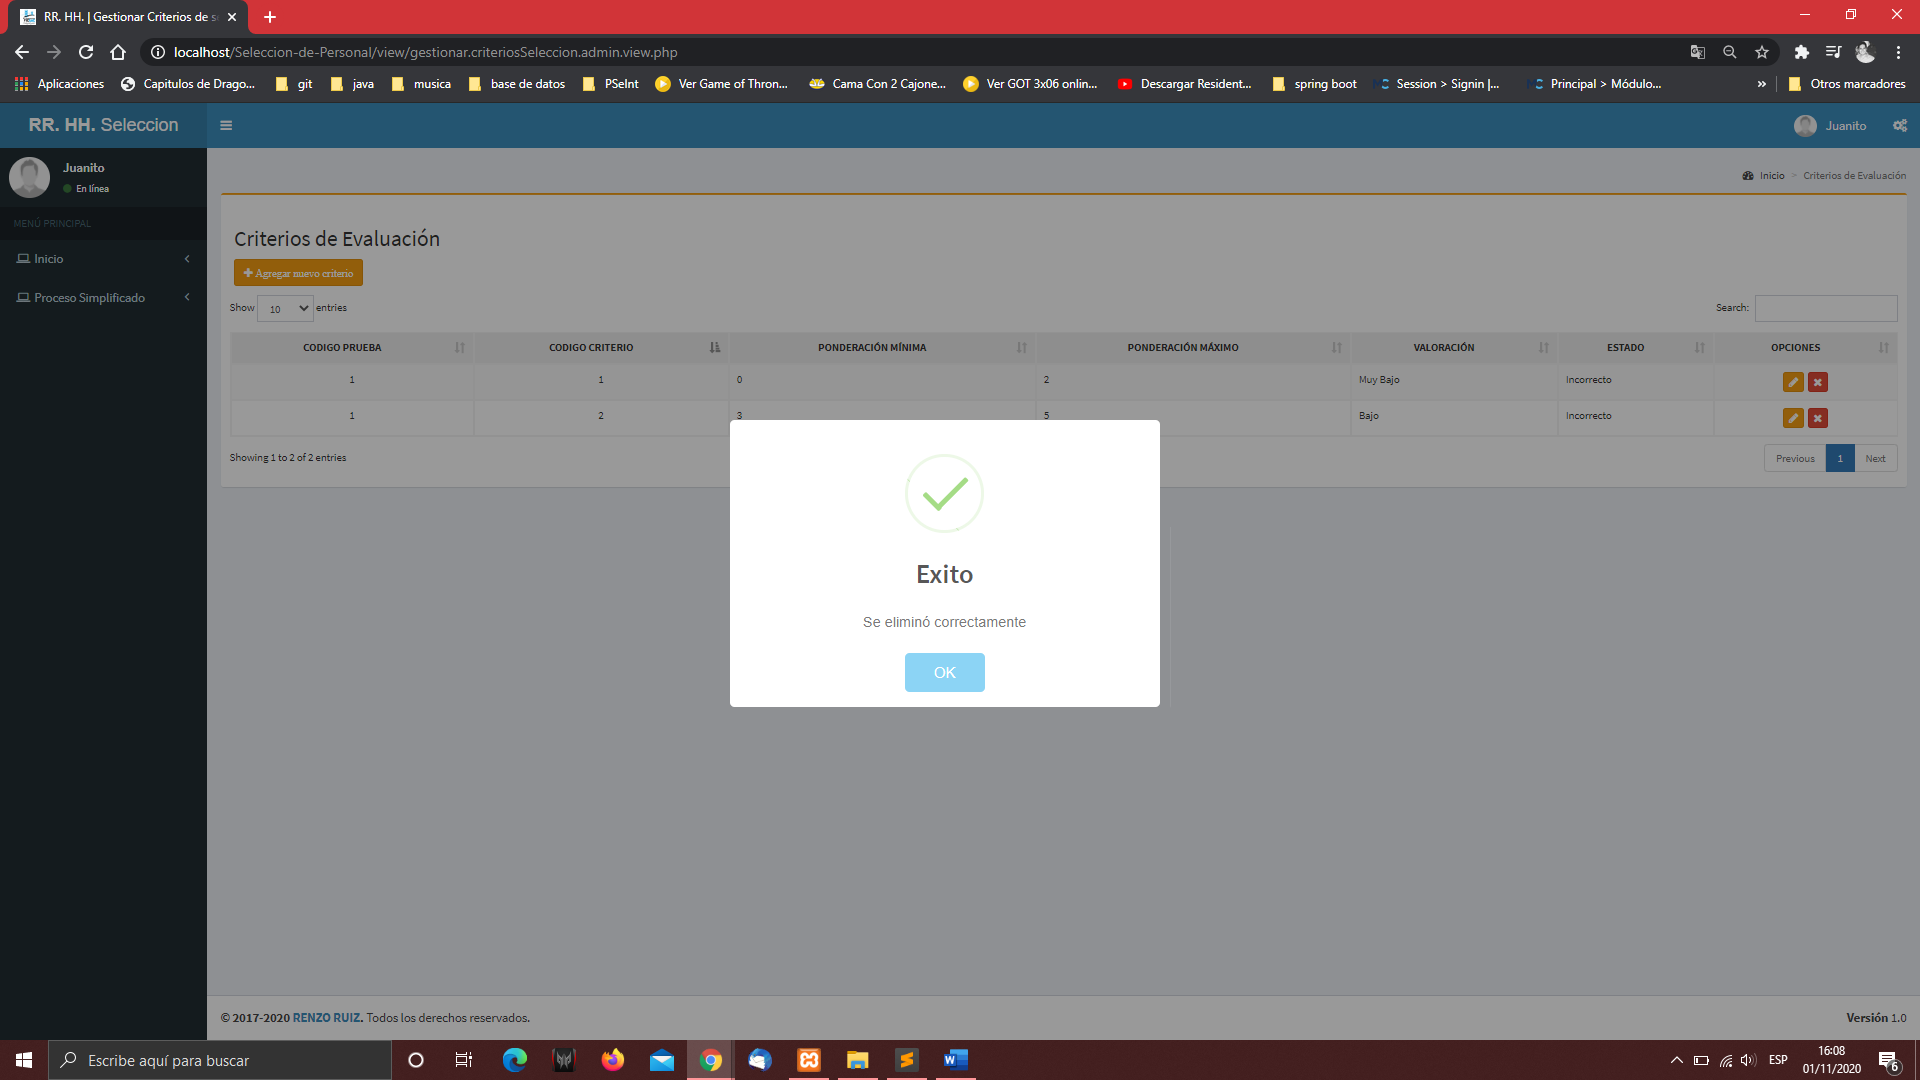 RR. HH. | Gestionar Criterios de s
localhost/Seleccion-de-Personal/view/gestionar.criteriosSeleccion.admin.view.php
Aplicaciones Capitulos de Drago... git java musica base de datos PSeInt Ver Game of Thron... Cama Con 2 Cajone... Ver GOT 3x06 onlin... Descargar Resident... spring boot Session > Signin |... Principal > Módulo... » Otros marcadores
RR. HH. Seleccion
Juanito
Juanito
En línea
MENÚ PRINCIPAL
Inicio
Proceso Simplificado
Inicio > Criterios de Evaluación
Criterios de Evaluación
Agregar nuevo criterio
Show 10 entries
Search:
CODIGO PRUEBA CODIGO CRITERIO PONDERACIÓN MÍNIMA PONDERACIÓN MÁXIMO VALORACIÓN ESTADO OPCIONES
1 1 0 2 Muy Bajo Incorrecto
1 2 3 5 Bajo Incorrecto
Showing 1 to 2 of 2 entries
Previous 1 Next
Exito
Se eliminó correctamente
OK
© 2017-2020 RENZO RUIZ. Todos los derechos reservados.
Versión 1.0
Escribe aquí para buscar
ESP
16:08
01/11/2020
6